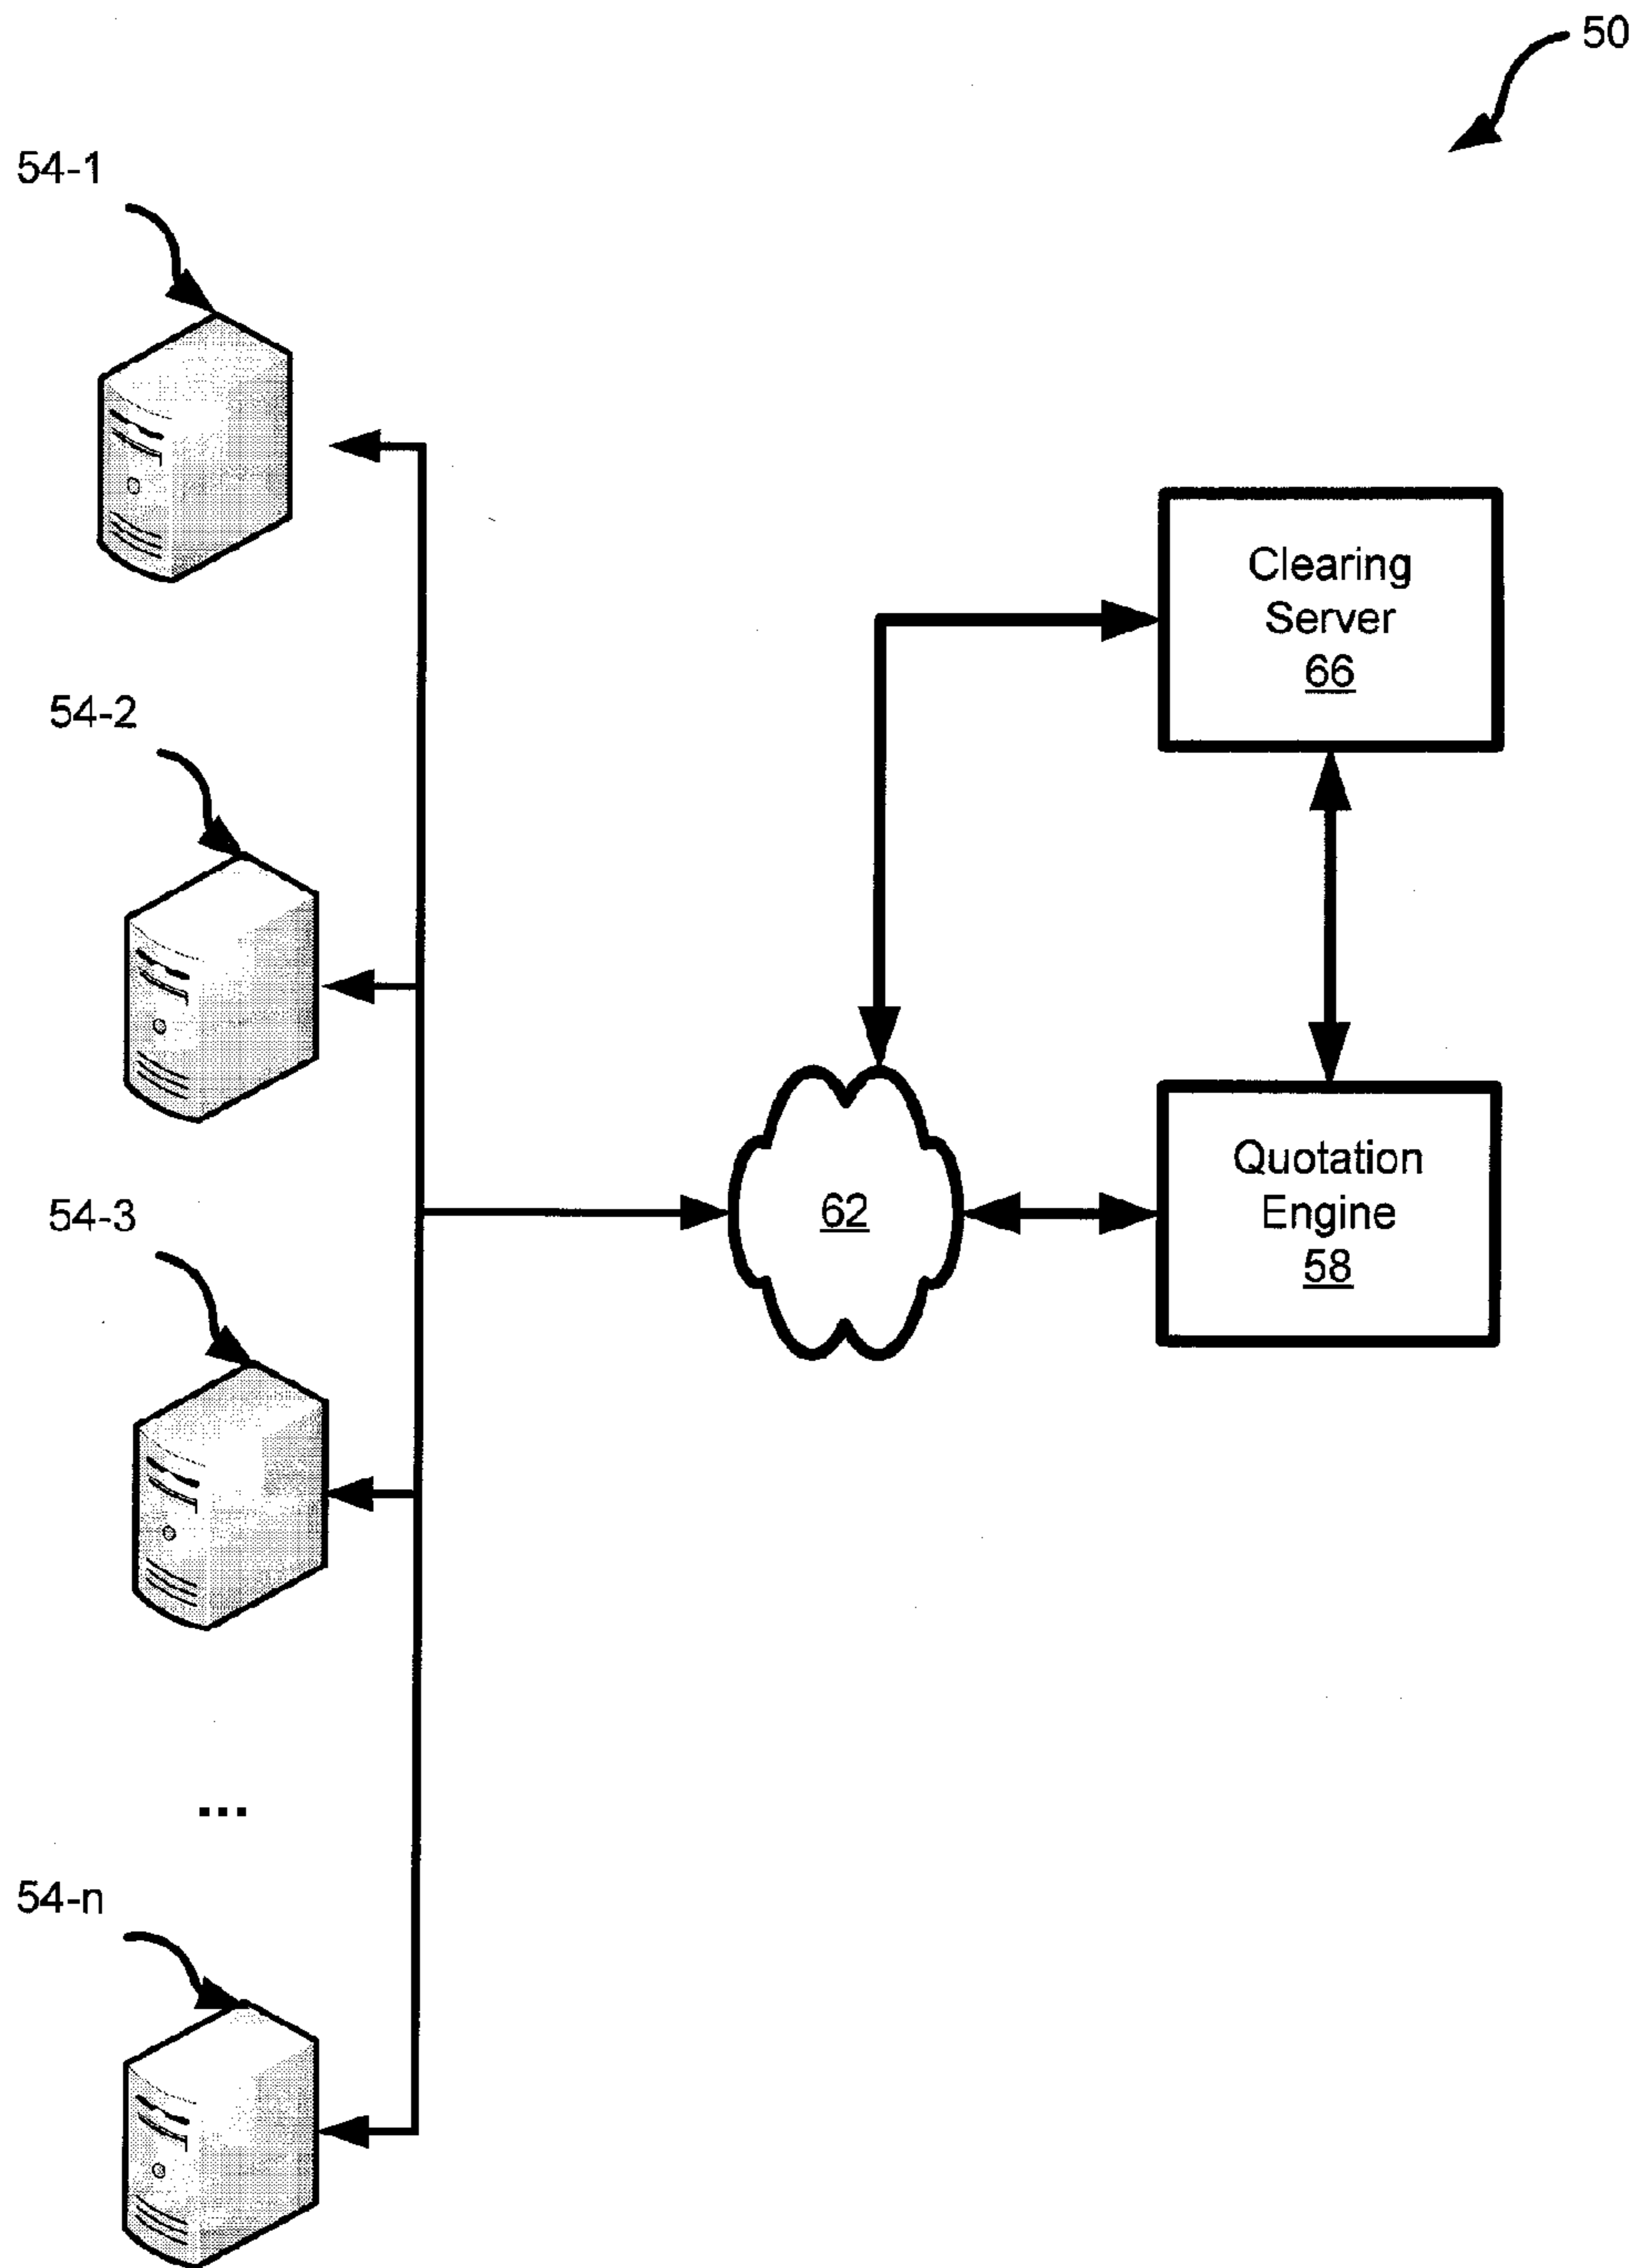 50
54-1
Clearing
Server
66
54-2
Quotation
Engine
58
62
54-3
...
54-n